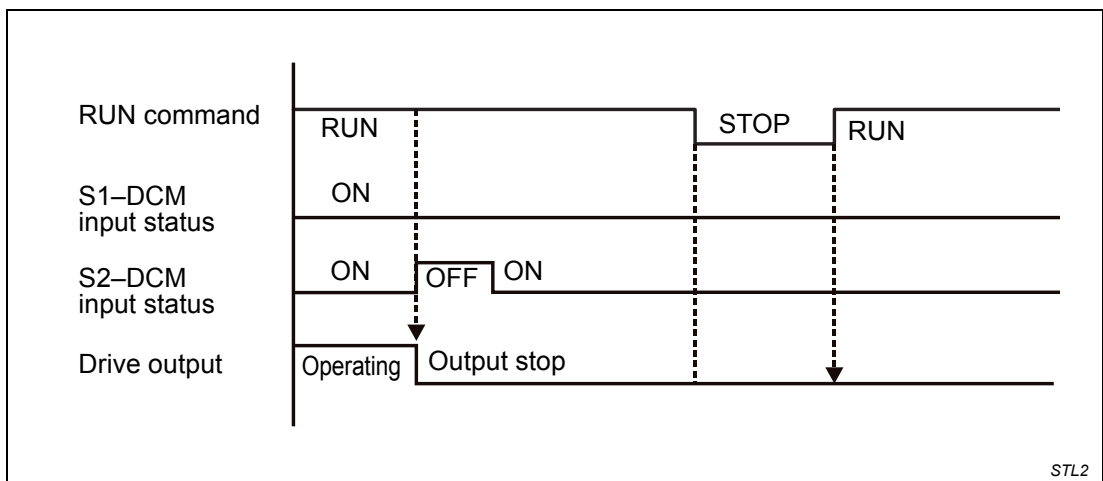 RUN command
RUN
STOP
RUN
S1–DCM
input status
ON
S2–DCM
input status
ON
OFF
ON
Drive output
Operating
Output stop
STL2